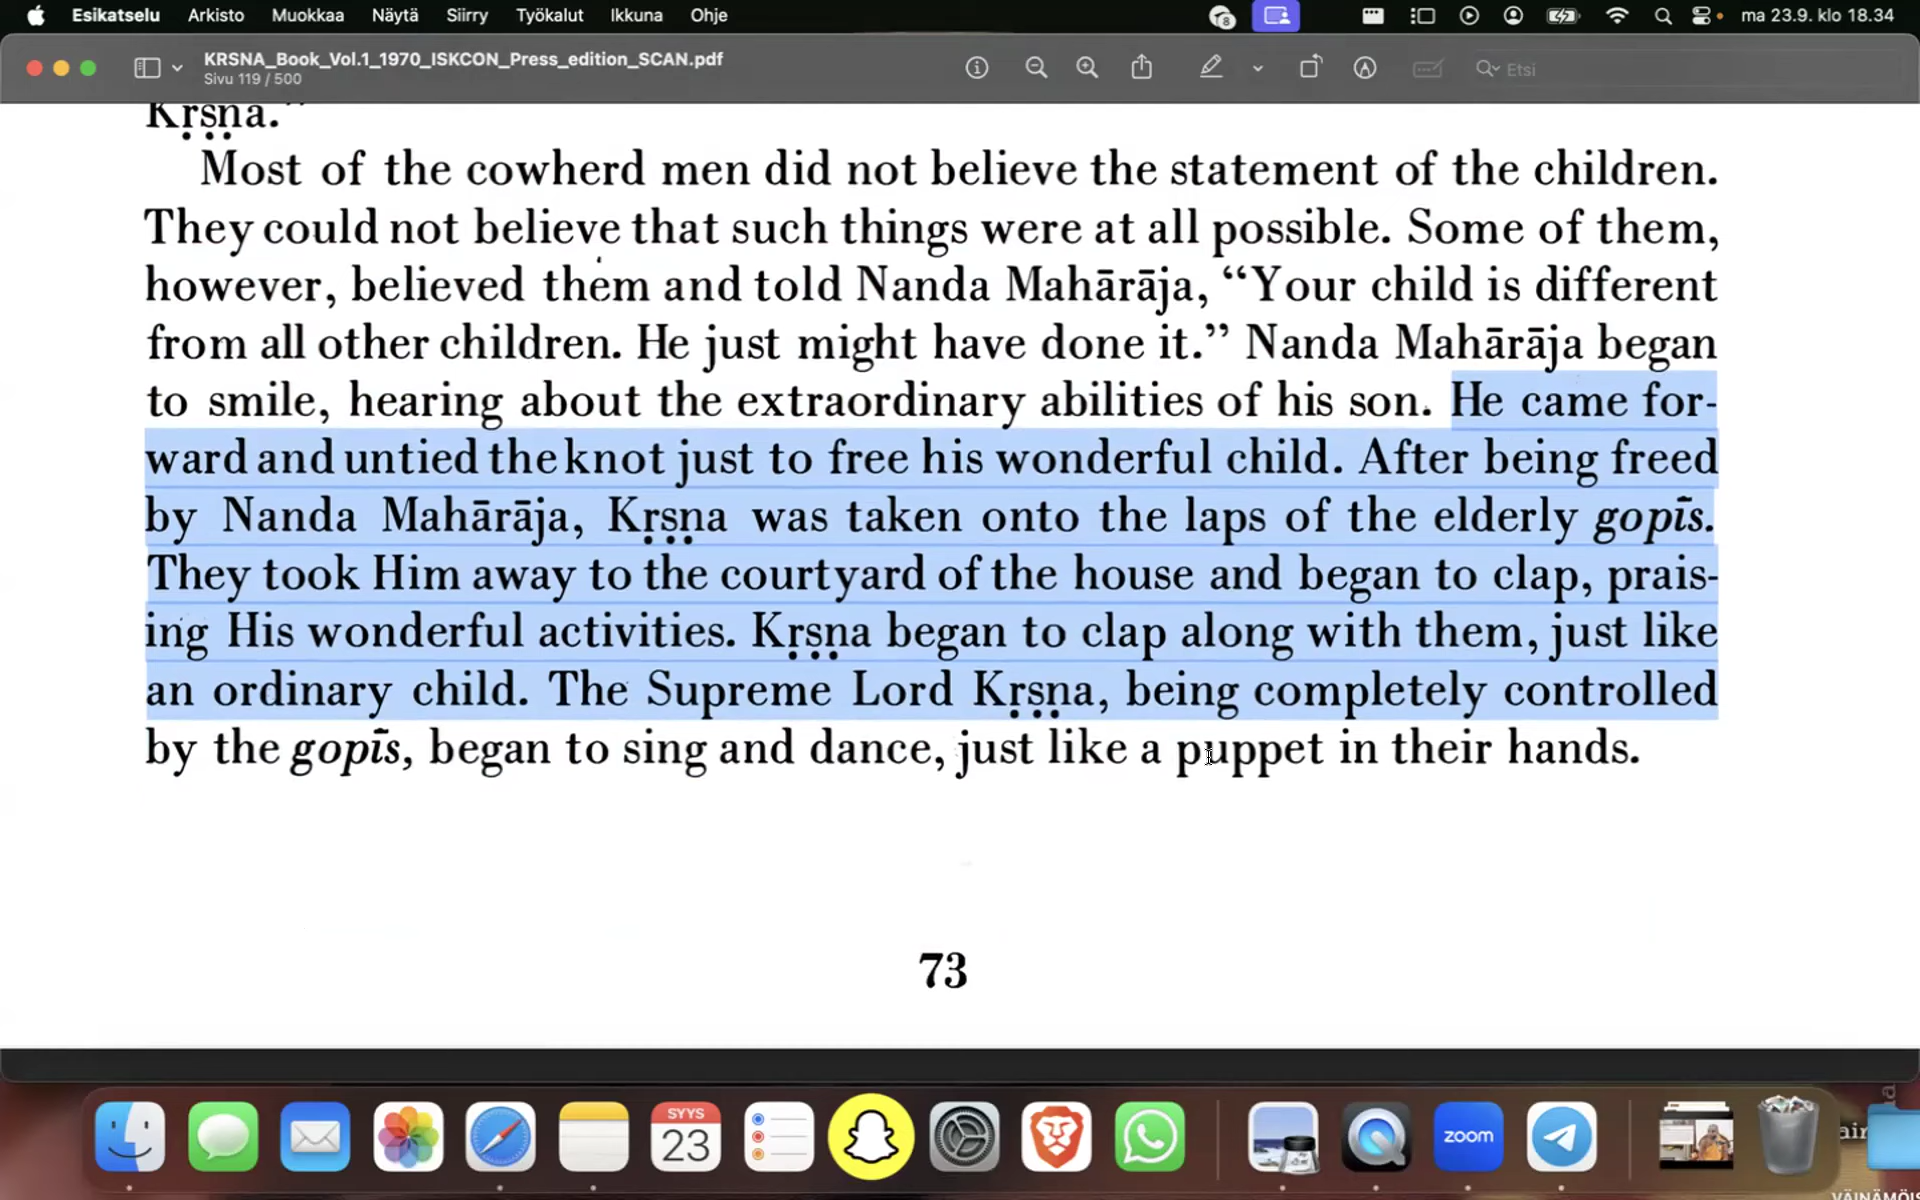 Esikatselu Arkisto Muokkaa Näytä Siirry Työkalut Ikkuna Ohje 8 ma 23.9. klo 18.34
KRSNA_Book_Vol.1_1970_ISKCON_Press_edition_SCAN.pdf
Sivu 119 / 500
Etsi
Kṛṣṇa.”
Most of the cowherd men did not believe the statement of the children.
They could not believe that such things were at all possible. Some of them,
however, believed them and told Nanda Mahārāja, “Your child is different
from all other children. He just might have done it.” Nanda Mahārāja began
to smile, hearing about the extraordinary abilities of his son. He came for-
ward and untied the knot just to free his wonderful child. After being freed
by Nanda Mahārāja, Kṛṣṇa was taken onto the laps of the elderly gopīs.
They took Him away to the courtyard of the house and began to clap, prais-
ing His wonderful activities. Kṛṣṇa began to clap along with them, just like
an ordinary child. The Supreme Lord Kṛṣṇa, being completely controlled
by the gopīs, began to sing and dance, just like a puppet in their hands.
73
SYYS
23
zoom